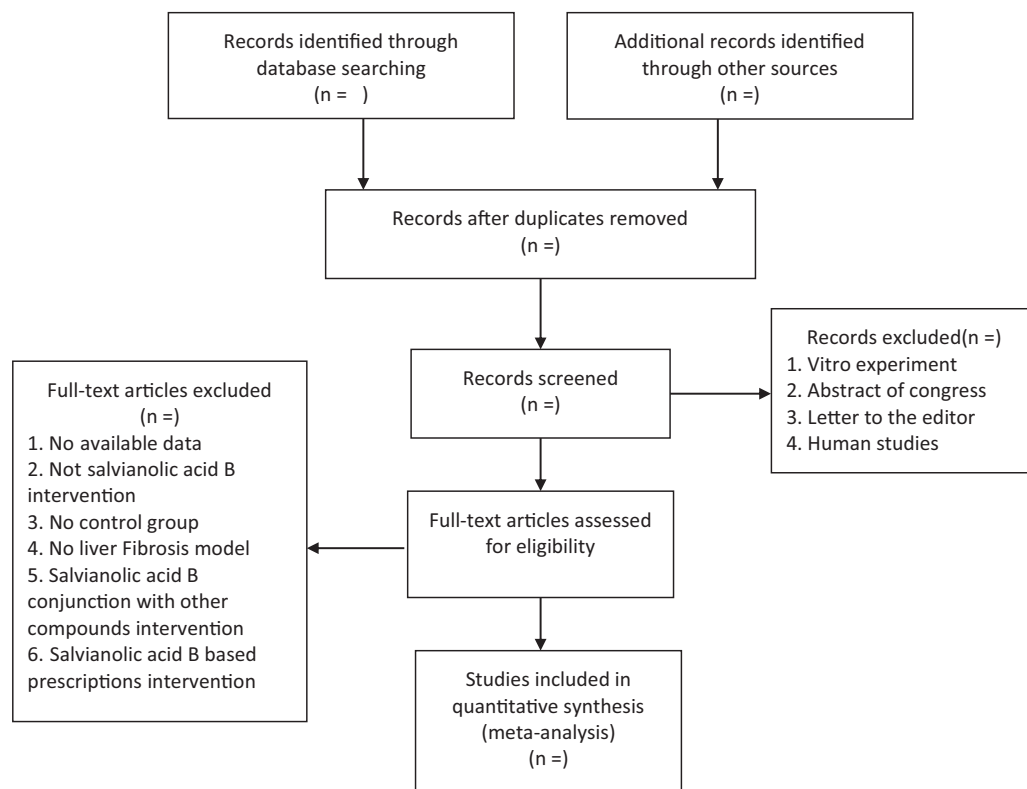 Records identified through
database searching
(n =   )
Additional records identified
through other sources
(n =)
Records after duplicates removed
(n =)
Records screened
(n =)
Records excluded(n =)
1. Vitro experiment
2. Abstract of congress
3. Letter to the editor
4. Human studies
Full-text articles excluded
(n =)
1. No available data
2. Not salvianolic acid B
intervention
3. No control group
4. No liver Fibrosis model
5. Salvianolic acid B
conjunction with other
compounds intervention
6. Salvianolic acid B based
prescriptions intervention
Full-text articles assessed
for eligibility
Studies included in
quantitative synthesis
(meta-analysis)
(n =)